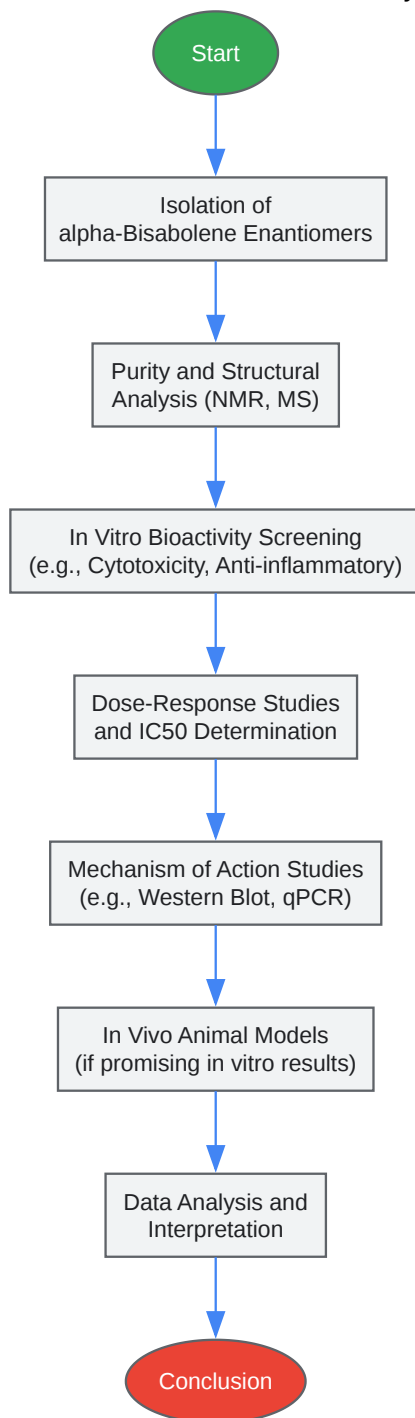 Start
Isolation of
alpha-Bisabolene Enantiomers
Purity and Structural
Analysis (NMR, MS)
In Vitro Bioactivity Screening
(e.g., Cytotoxicity, Anti-inflammatory)
Dose-Response Studies
and IC50 Determination
Mechanism of Action Studies
(e.g., Western Blot, qPCR)
In Vivo Animal Models
(if promising in vitro results)
Data Analysis and
Interpretation
Conclusion